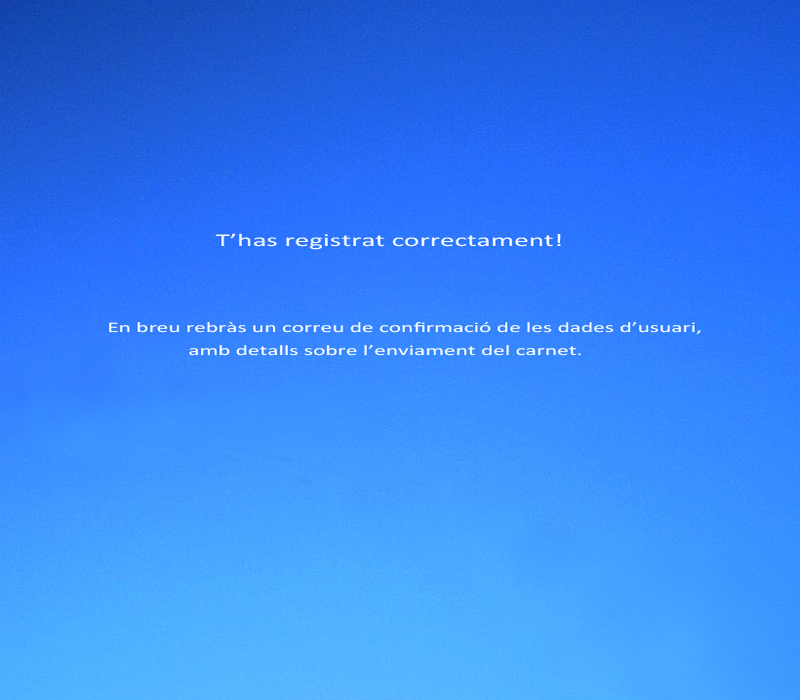 T’has registrat correctament!
En breu rebràs un correu de confirmació de les dades d’usuari,
amb detalls sobre l’enviament del carnet.